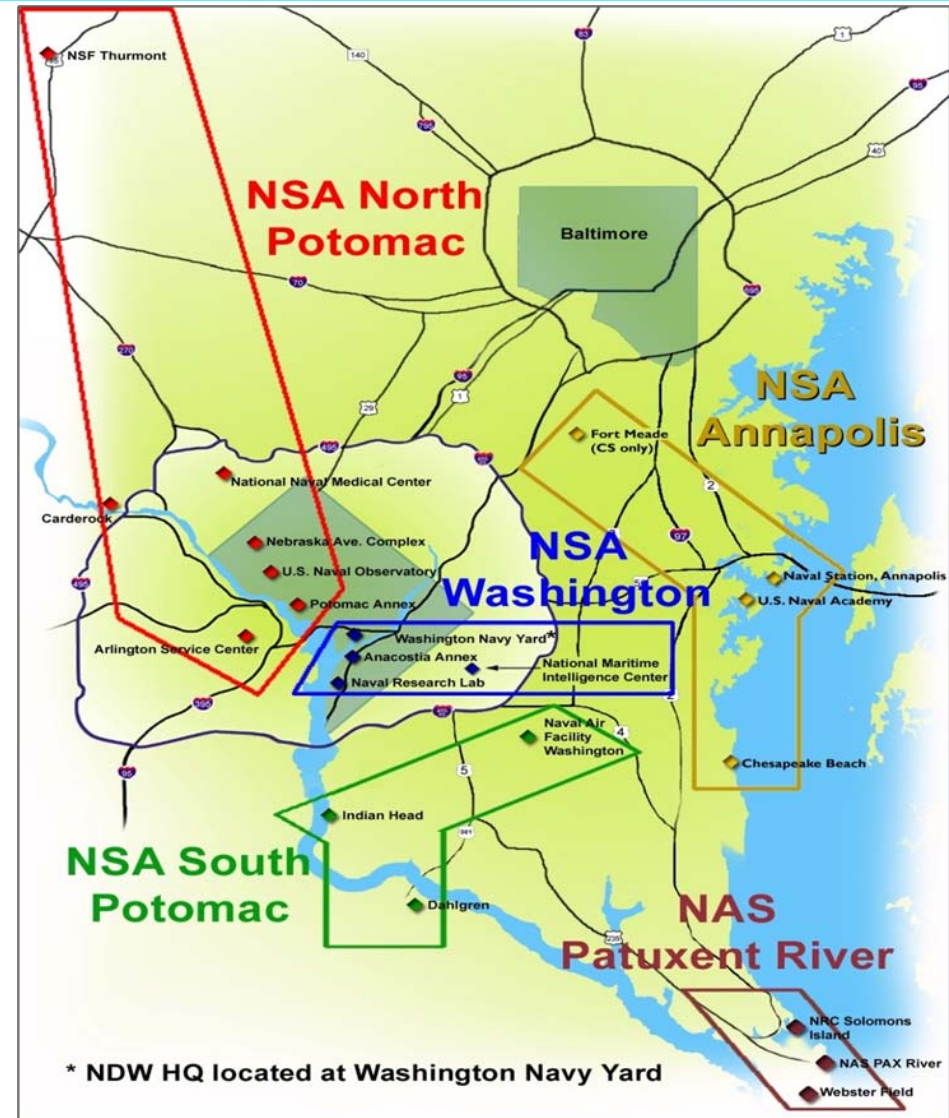 NSF Thurmont
15
140
83
1
95
795
40
NSA North
Potomac
Baltimore
70
695
270
95
1
29
NSA
Annapolis
Fort Meade
(CS only)
495
National Naval Medical Center
2
Carderock
Nebraska Ave. Complex
97
NSA
Washington
U.S. Naval Observatory
Naval Station, Annapolis
495
50
Potomac Annex
U.S. Naval Academy
Arlington Service Center
Washington Navy Yard*
Anacostia Annex
National Maritime
Intelligence Center
Naval Research Lab
2
395
Naval Air
Facility
Washington
4
95
5
Chesapeake Beach
Indian Head
301
NSA South
Potomac
Dahlgren
NAS
Patuxent River
235
NRC Solomons
Island
NAS PAX River
Webster Field
* NDW HQ located at Washington Navy Yard